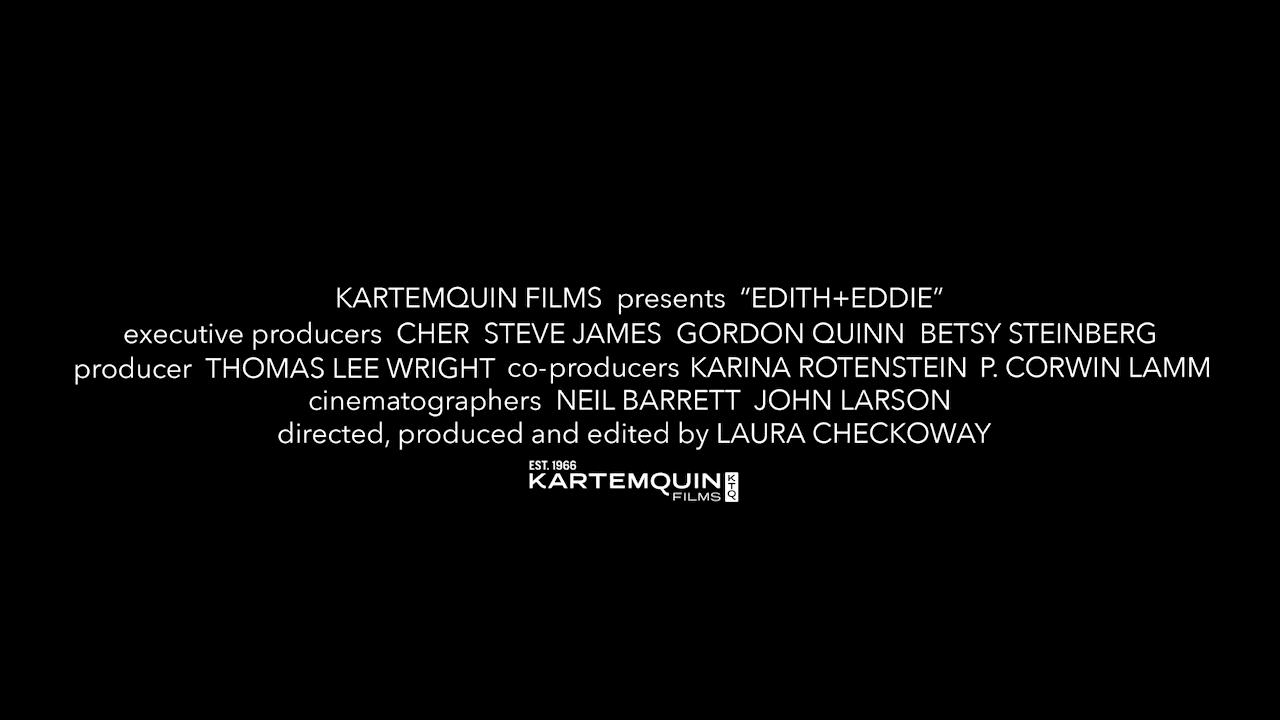 KARTEMQUIN FILMS presents “EDITH+EDDIE”
executive producers CHER STEVE JAMES GORDON QUINN BETSY STEINBERG
producer THOMAS LEE WRIGHT co-producers KARINA ROTENSTEIN P. CORWIN LAMM
cinematographers NEIL BARRETT JOHN LARSON
directed, produced and edited by LAURA CHECKOWAY
EST. 1966
KARTEMQUIN
FILMS
KTQ